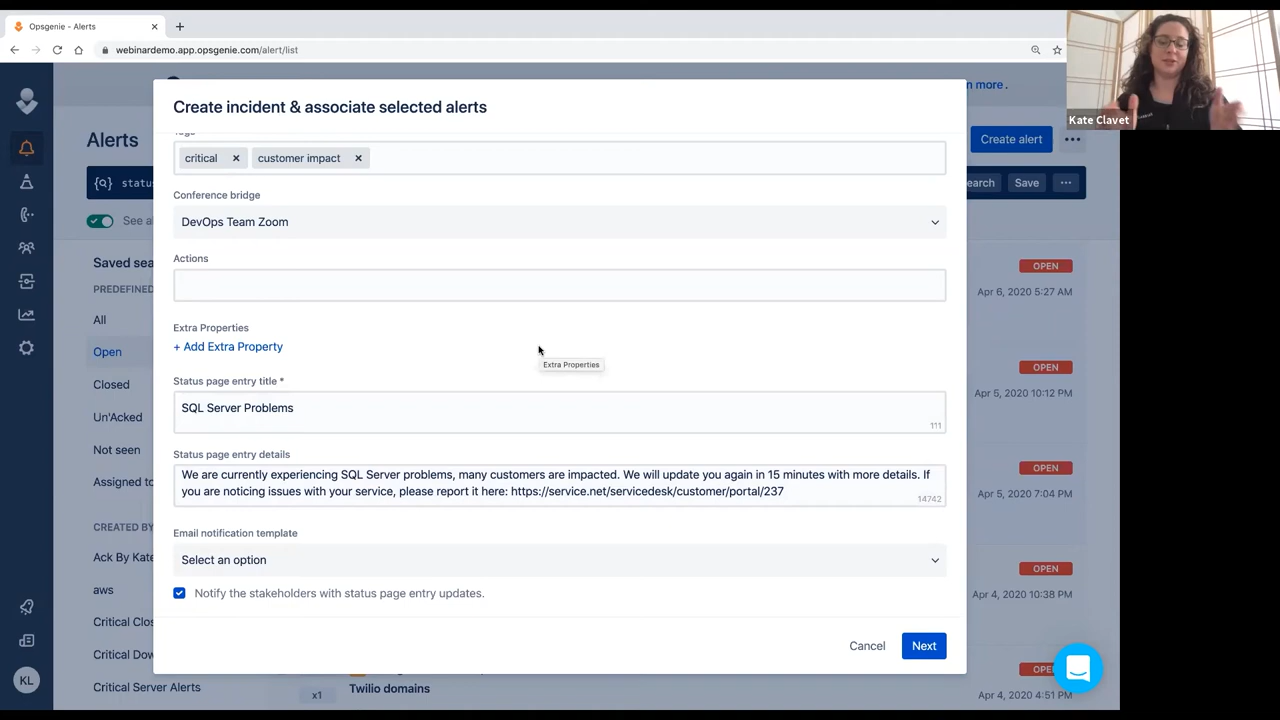 Opsgenie - Alerts
webinardemo.app.opsgenie.com/alert/list
Kate Clavet
n more.
Create incident & associate selected alerts
Alerts
Create alert
Tags
critical
customer impact
{Q} statu
earch
Save
Conference bridge
DevOps Team Zoom
See al
Actions
Saved sea
PREDEFINED
OPEN
Apr 6, 2020 5:27 AM
All
Extra Properties
+ Add Extra Property
Extra Properties
Open
OPEN
Closed
Status page entry title *
Apr 5, 2020 10:12 PM
Un'Acked
SQL Server Problems
111
Not seen
Status page entry details
OPEN
Assigned to
We are currently experiencing SQL Server problems, many customers are impacted. We will update you again in 15 minutes with more details. If
you are noticing issues with your service, please report it here: https://service.net/servicedesk/customer/portal/237
14742
Apr 5, 2020 7:04 PM
CREATED BY
Email notification template
Ack By Kate
Select an option
OPEN
aws
Notify the stakeholders with status page entry updates.
Apr 4, 2020 10:38 PM
Critical Clos
Cancel
Next
Critical Dow
OPE
KL
Critical Server Alerts
x1
Twilio domains
Apr 4, 2020 4:51 PM